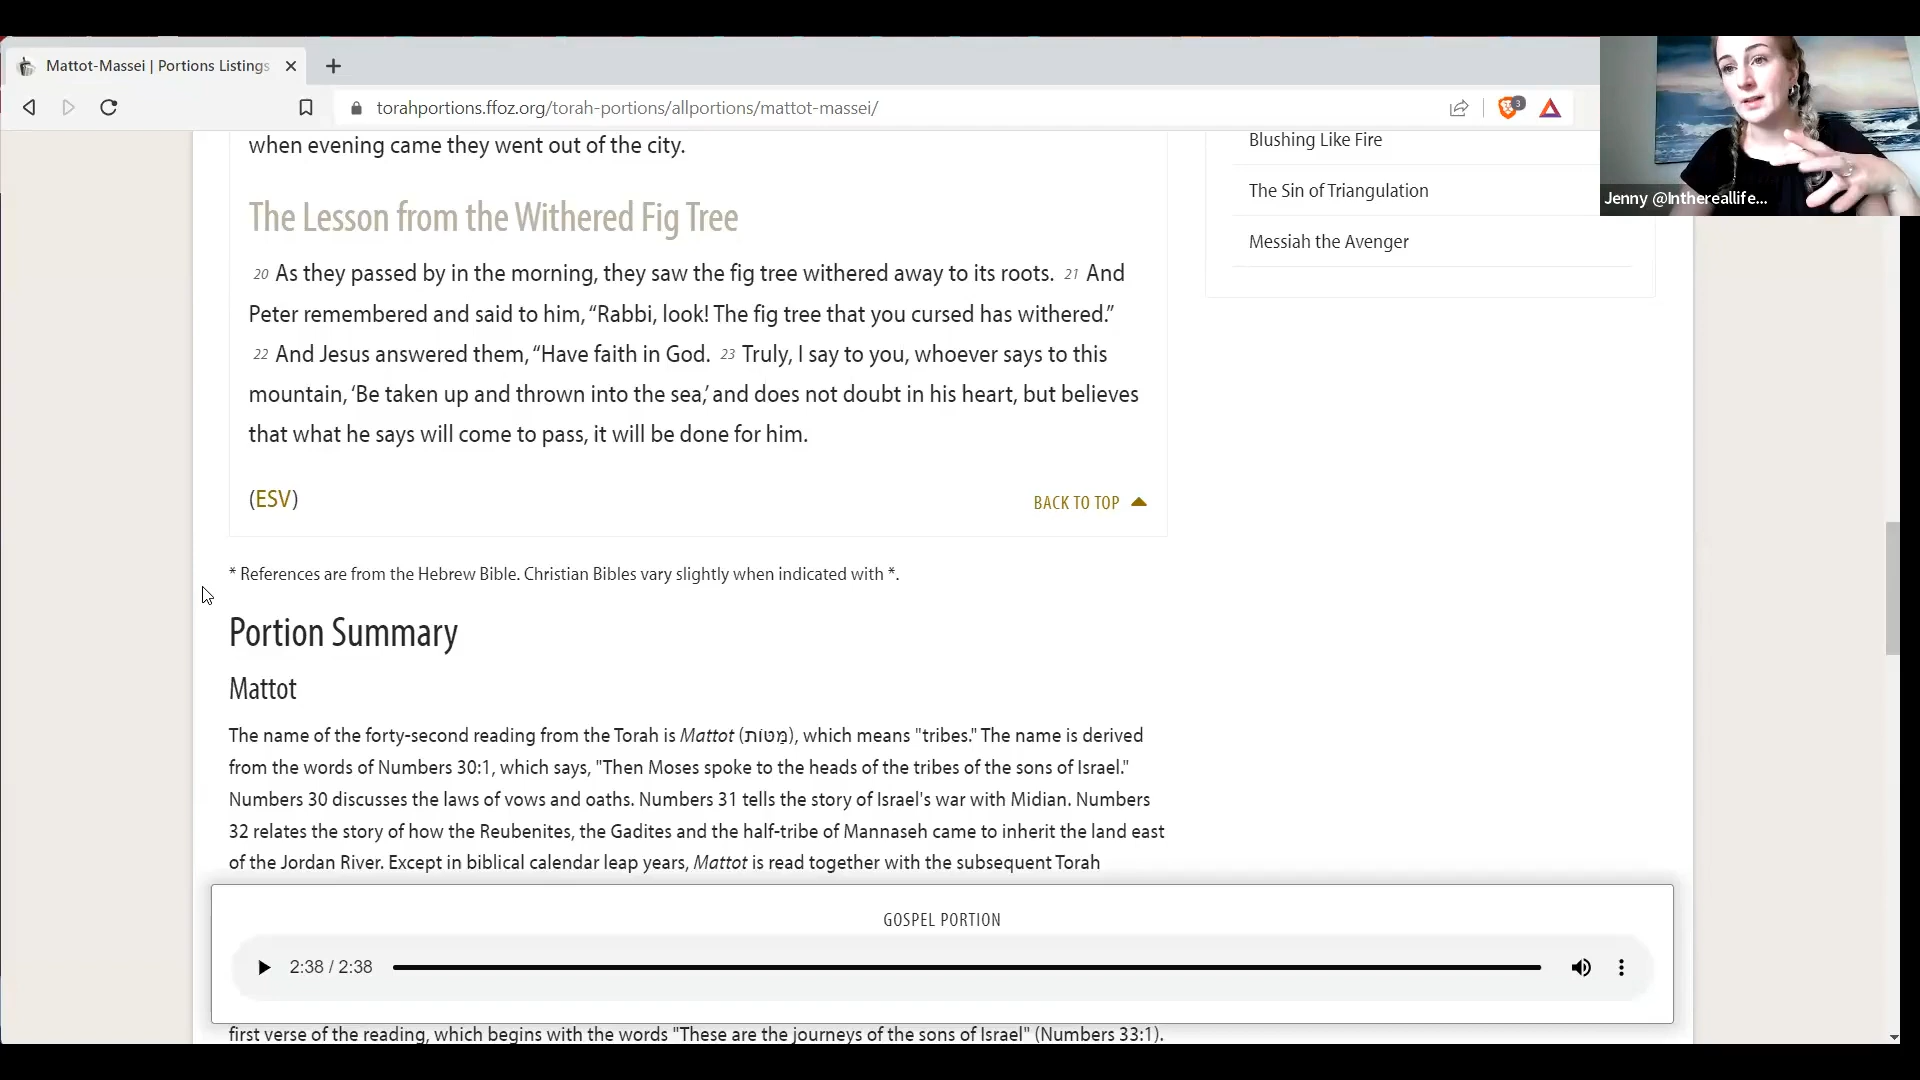 Mattot-Massei | Portions Listings
torahportions.ffoz.org/torah-portions/allportions/mattot-massei/
3
Jenny @Inthereallife...
when evening came they went out of the city.
The Lesson from the Withered Fig Tree
20 As they passed by in the morning, they saw the fig tree withered away to its roots. 21 And
Peter remembered and said to him, “Rabbi, look! The fig tree that you cursed has withered.”
22 And Jesus answered them, “Have faith in God. 23 Truly, I say to you, whoever says to this
mountain, ‘Be taken up and thrown into the sea,’ and does not doubt in his heart, but believes
that what he says will come to pass, it will be done for him.
(ESV)
BACK TO TOP
Blushing Like Fire
The Sin of Triangulation
Messiah the Avenger
* References are from the Hebrew Bible. Christian Bibles vary slightly when indicated with *.
Portion Summary
Mattot
The name of the forty-second reading from the Torah is Mattot (מַטּוֹת), which means "tribes." The name is derived
from the words of Numbers 30:1, which says, "Then Moses spoke to the heads of the tribes of the sons of Israel."
Numbers 30 discusses the laws of vows and oaths. Numbers 31 tells the story of Israel's war with Midian. Numbers
32 relates the story of how the Reubenites, the Gadites and the half-tribe of Mannaseh came to inherit the land east
of the Jordan River. Except in biblical calendar leap years, Mattot is read together with the subsequent Torah
GOSPEL PORTION
2:38 / 2:38
first verse of the reading, which begins with the words "These are the journeys of the sons of Israel" (Numbers 33:1).